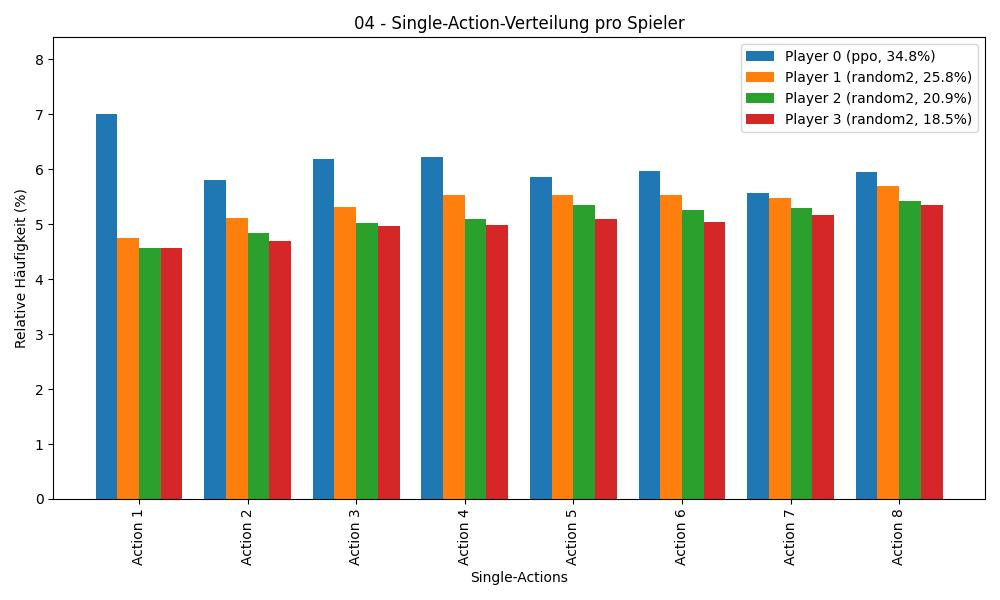 04 - Single-Action-Verteilung pro Spieler
Player 0 (ppo, 34.8%)
Player 1 (random2, 25.8%)
Player 2 (random2, 20.9%)
Player 3 (random2, 18.5%)
Relative Häufigkeit (%)
8
7
6
5
4
3
2
1
0
Action 1
Action 2
Action 3
Action 4
Action 5
Action 6
Action 7
Action 8
Single-Actions